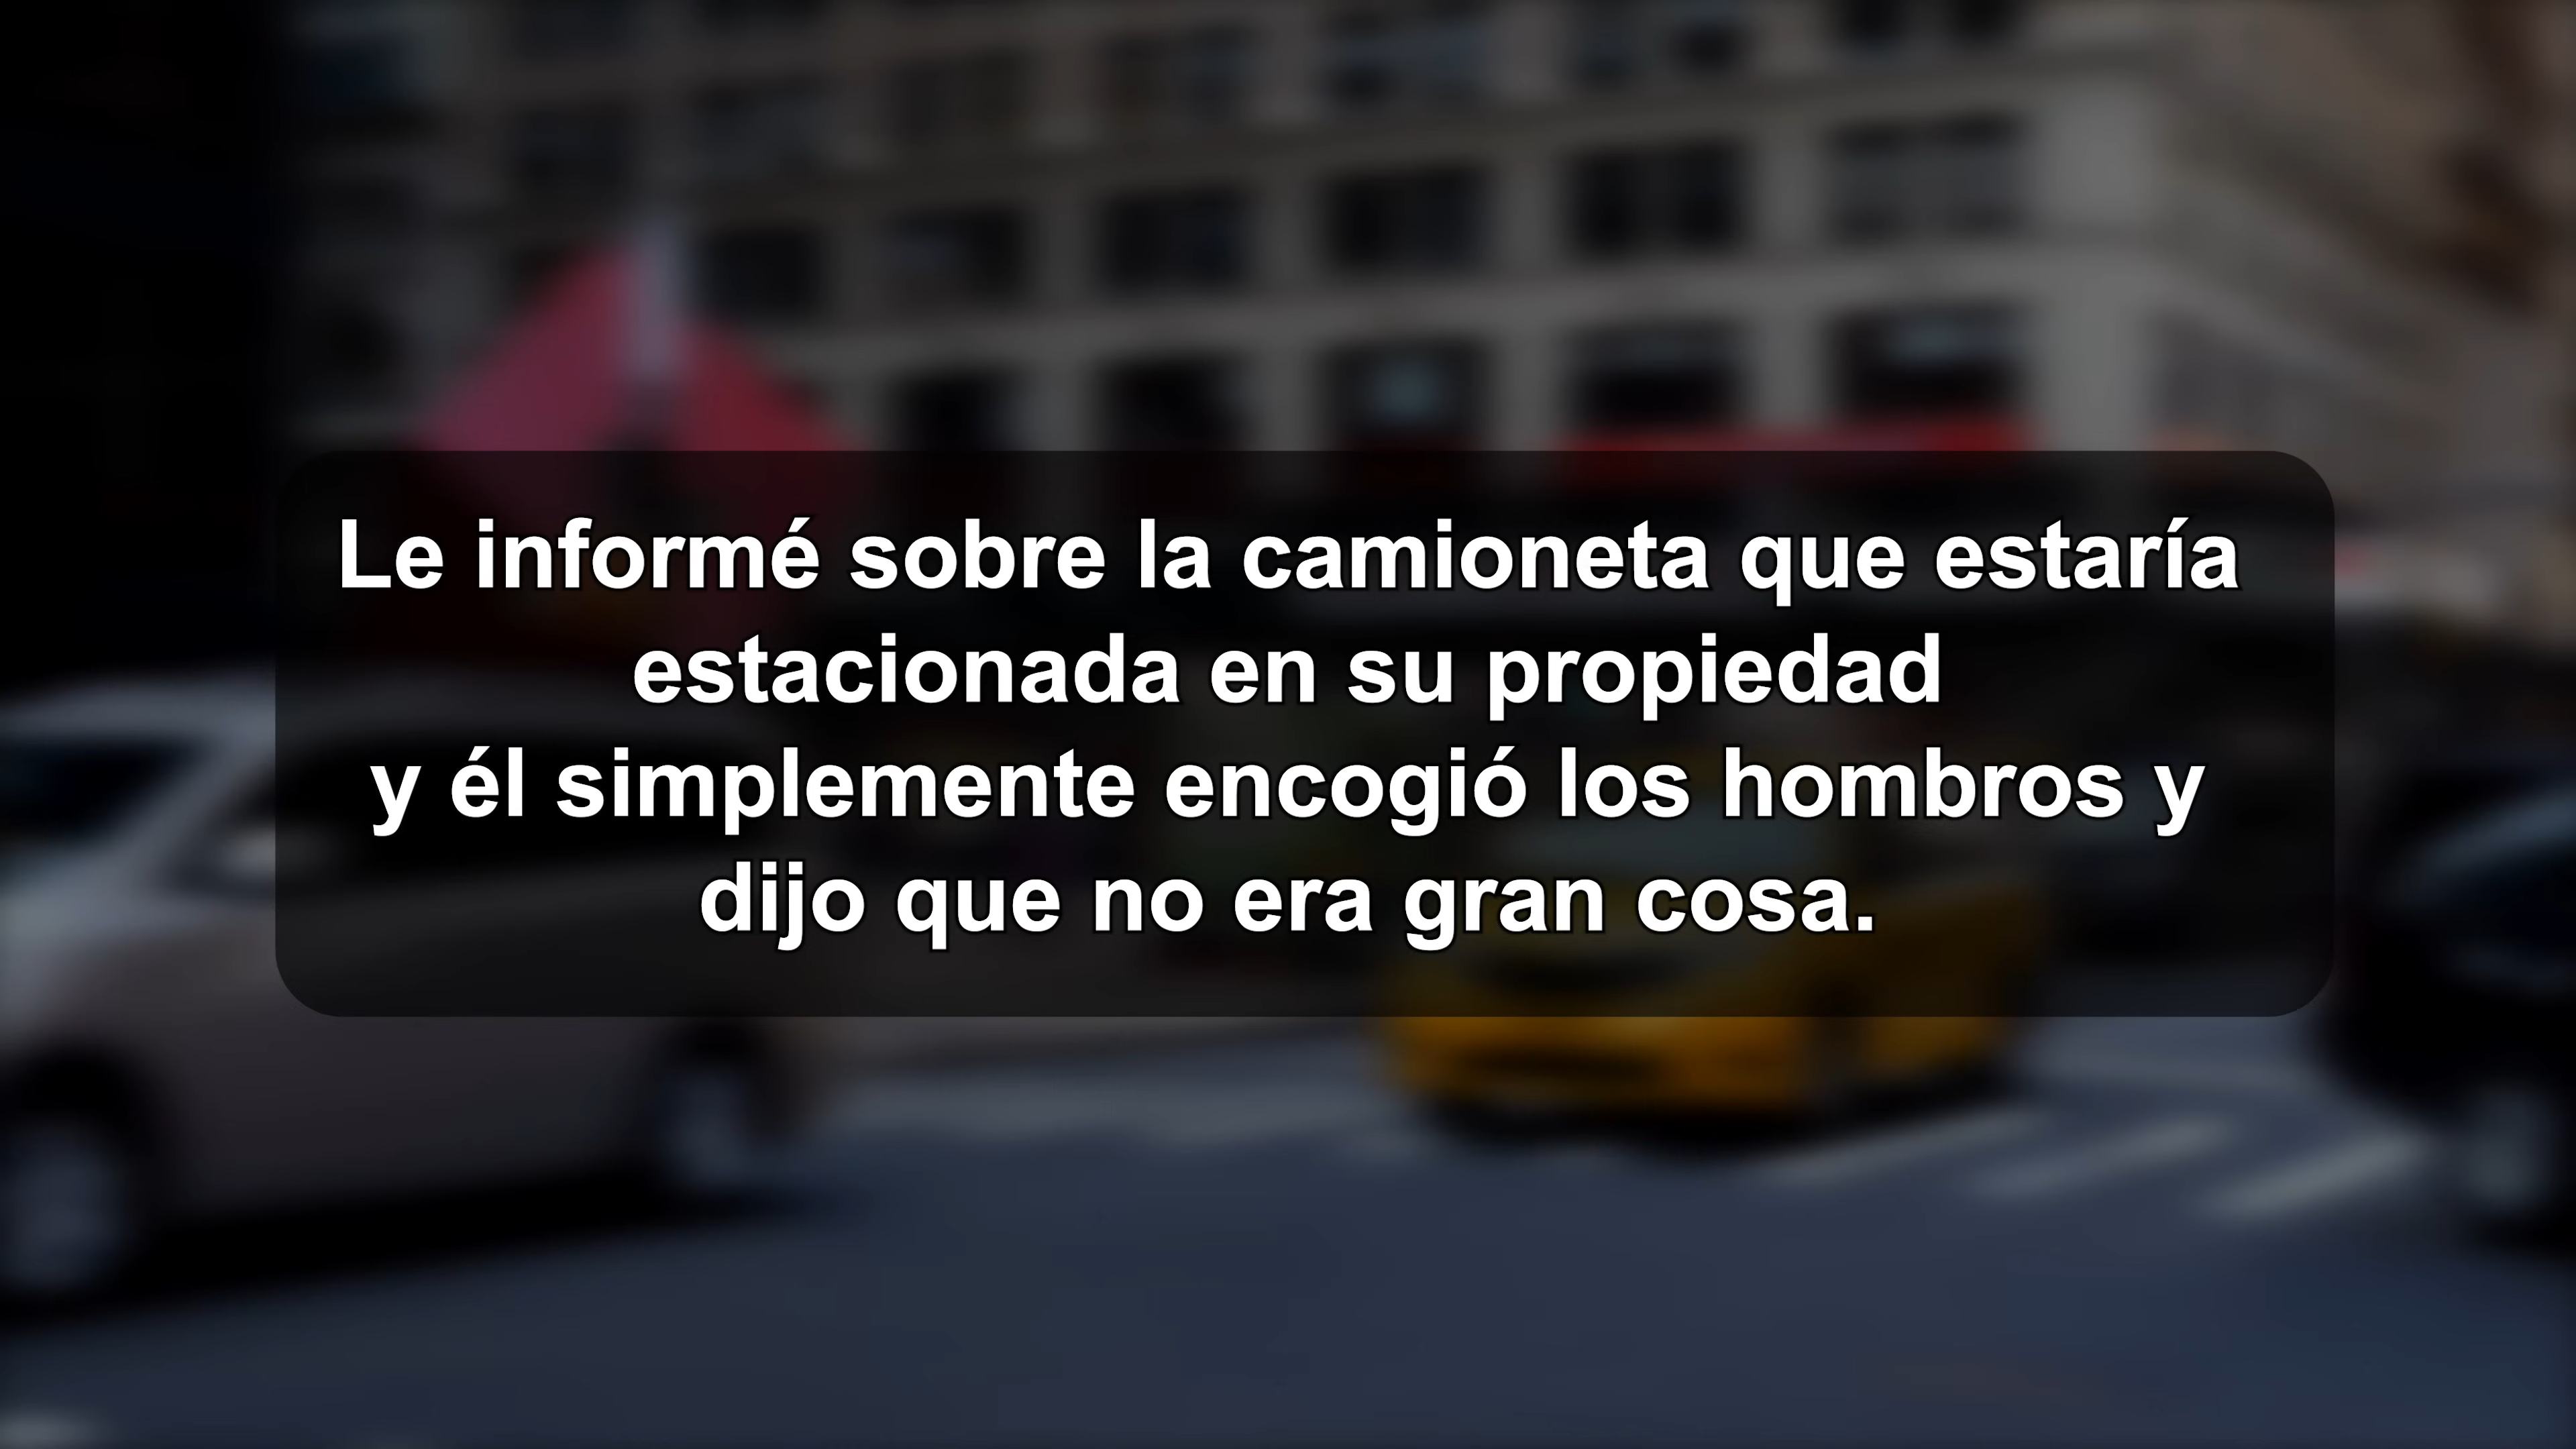 Le informé sobre la camioneta que estaría
estacionada en su propiedad
y él simplemente encogió los hombros y
dijo que no era gran cosa.